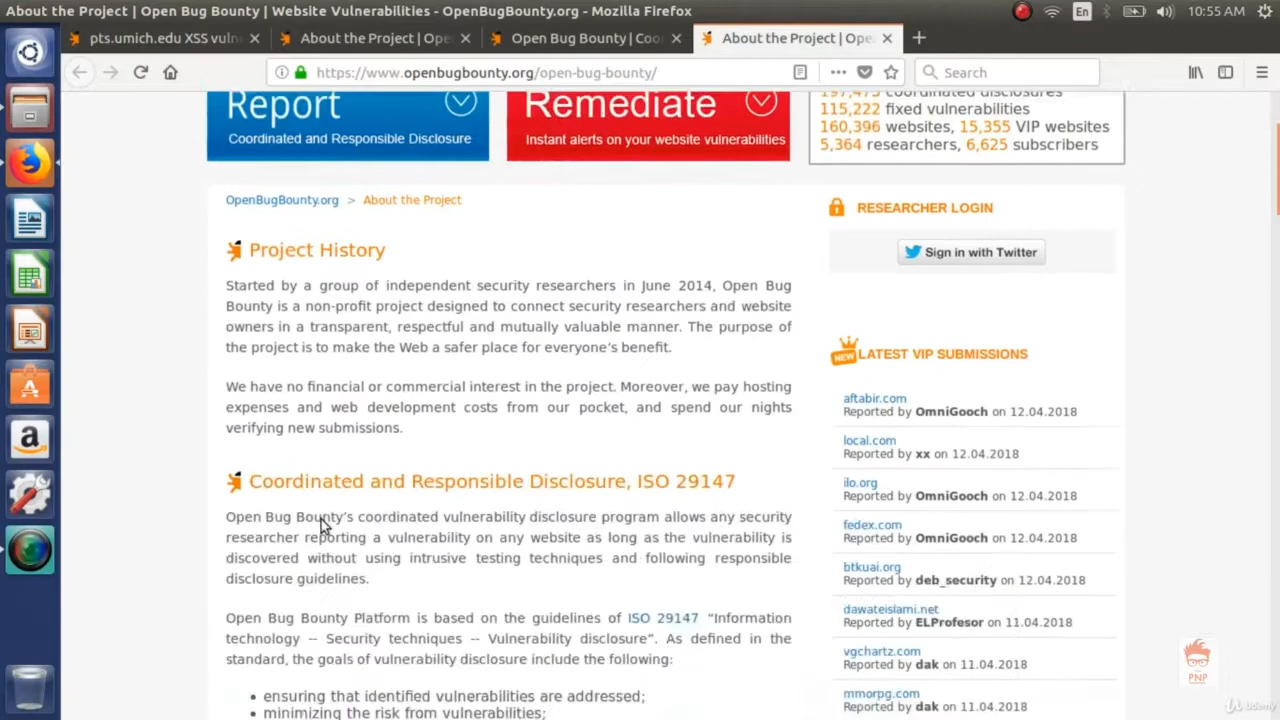 About the Project | Open Bug Bounty | Website Vulnerabilities - OpenBugBounty.org - Mozilla Firefox
En
10:55 AM
pts.umich.edu XSS vuln
About the Project | Ope
Open Bug Bounty | Coo
About the Project | Ope
https://www.openbugbounty.org/open-bug-bounty/
Search
Report
Coordinated and Responsible Disclosure
Remediate
Instant alerts on your website vulnerabilities
197,473 coordinated disclosures
115,222 fixed vulnerabilities
160,396 websites, 15,355 VIP websites
5,364 researchers, 6,625 subscribers
OpenBugBounty.org > About the Project
Project History
Started by a group of independent security researchers in June 2014, Open Bug
Bounty is a non-profit project designed to connect security researchers and website
owners in a transparent, respectful and mutually valuable manner. The purpose of
the project is to make the Web a safer place for everyone's benefit.
We have no financial or commercial interest in the project. Moreover, we pay hosting
expenses and web development costs from our pocket, and spend our nights
verifying new submissions.
Coordinated and Responsible Disclosure, ISO 29147
Open Bug Bounty's coordinated vulnerability disclosure program allows any security
researcher reporting a vulnerability on any website as long as the vulnerability is
discovered without using intrusive testing techniques and following responsible
disclosure guidelines.
Open Bug Bounty Platform is based on the guidelines of ISO 29147 "Information
technology -- Security techniques -- Vulnerability disclosure". As defined in the
standard, the goals of vulnerability disclosure include the following:
• ensuring that identified vulnerabilities are addressed;
• minimizing the risk from vulnerabilities;
RESEARCHER LOGIN
Sign in with Twitter
NEW
LATEST VIP SUBMISSIONS
aftabir.com
Reported by OmniGooch on 12.04.2018
local.com
Reported by xx on 12.04.2018
ilo.org
Reported by OmniGooch on 12.04.2018
fedex.com
Reported by OmniGooch on 12.04.2018
btkuai.org
Reported by deb_security on 12.04.2018
dawateislami.net
Reported by ELProfesor on 11.04.2018
vgchartz.com
Reported by dak on 11.04.2018
mmorpg.com
Reported by dak on 11.04.2018
PNP
Udemy